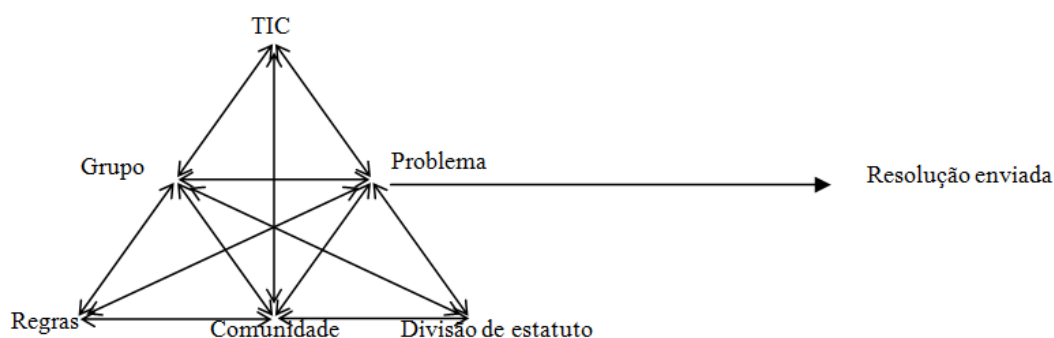 TIC
Grupo
Problema
Resolução enviada
Regras
Comunidade
Divisão de estatuto